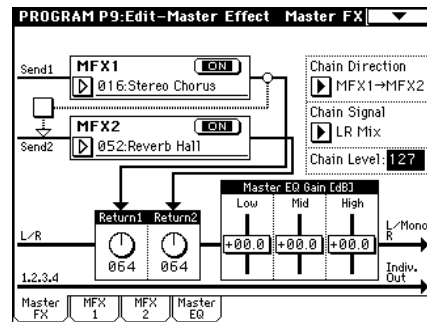 PROGRAM P9:Edit-Master Effect Master FX
Send1
MFX1
ON
016:Stereo Chorus
Send2
MFX2
ON
052:Reverb Hall
Chain Direction
MFX1→MFX2
Chain Signal
LR Mix
Chain Level: 127
Master EQ Gain [dB]
Low Mid High
+00.0 +00.0 +00.0
Return1 Return2
064 064
L/R
L/Mono
R
1.2.3.4
Indiv.
Out
Master FX
MFX 1
MFX 2
Master EQ